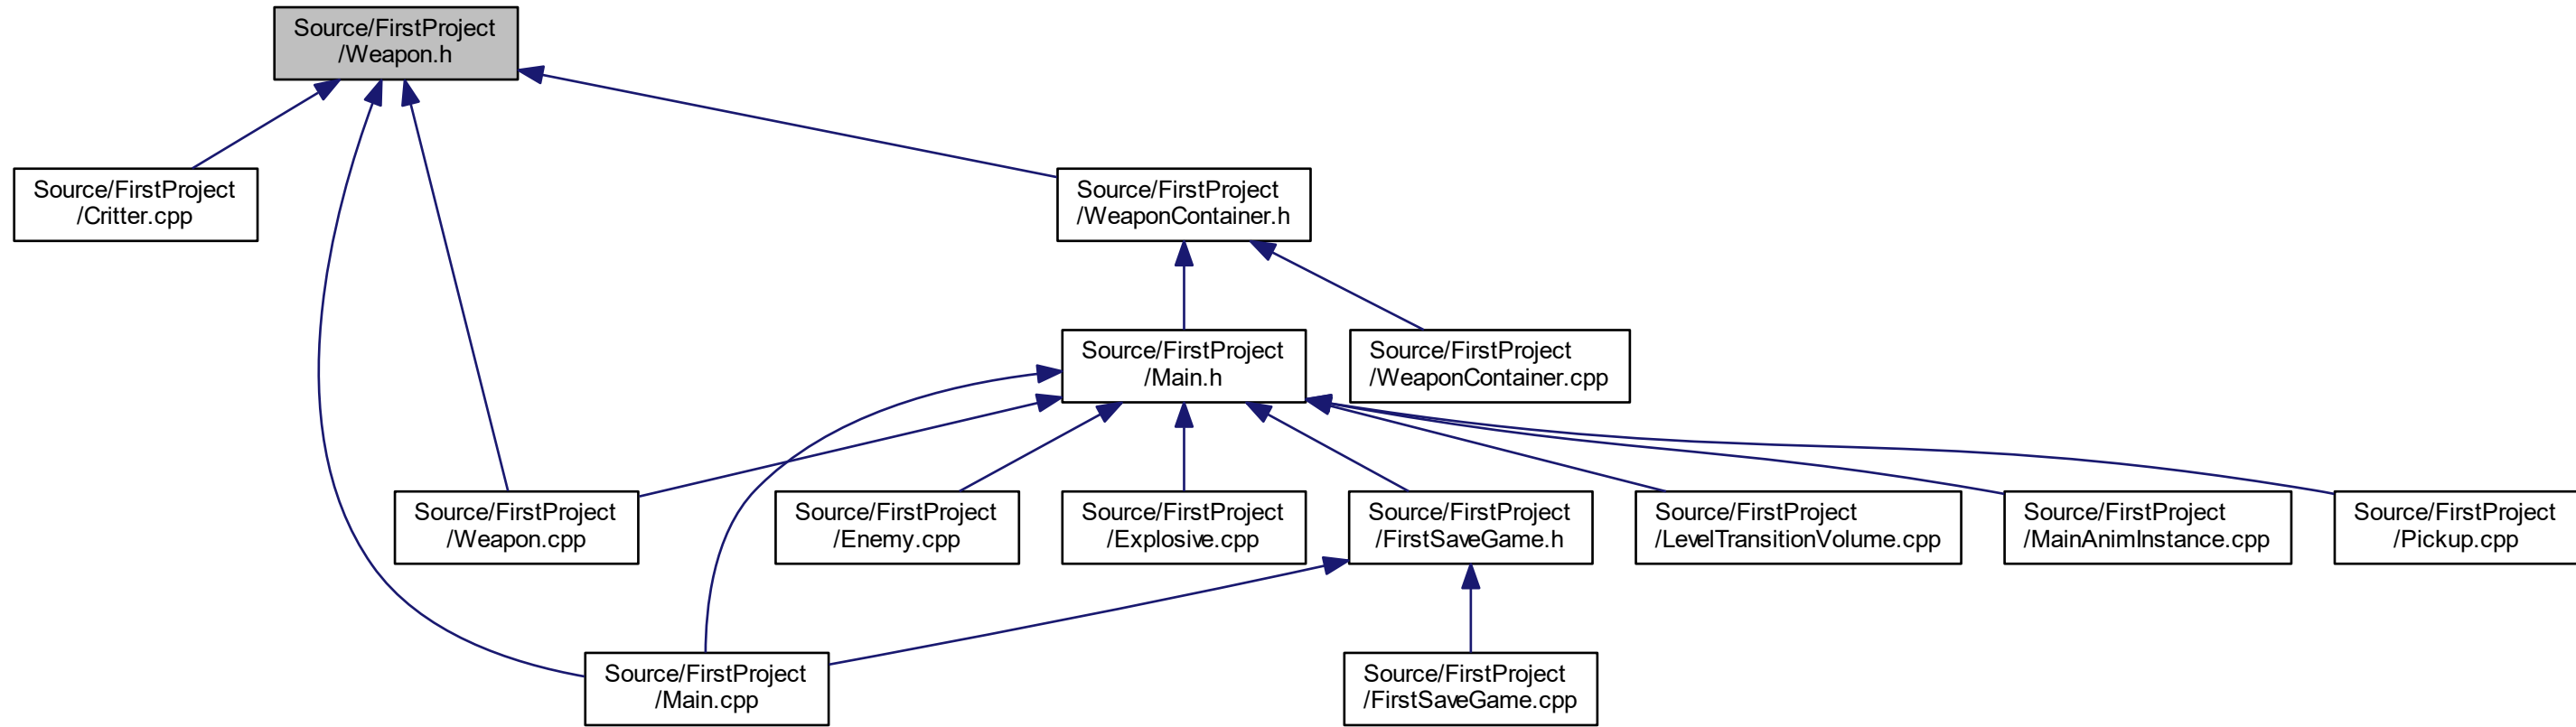 Source/FirstProject
/Weapon.h
Source/FirstProject
/Critter.cpp
Source/FirstProject
/WeaponContainer.h
Source/FirstProject
/Main.h
Source/FirstProject
/WeaponContainer.cpp
Source/FirstProject
/Weapon.cpp
Source/FirstProject
/Enemy.cpp
Source/FirstProject
/Explosive.cpp
Source/FirstProject
/FirstSaveGame.h
Source/FirstProject
/LevelTransitionVolume.cpp
Source/FirstProject
/MainAnimInstance.cpp
Source/FirstProject
/Pickup.cpp
Source/FirstProject
/Main.cpp
Source/FirstProject
/FirstSaveGame.cpp